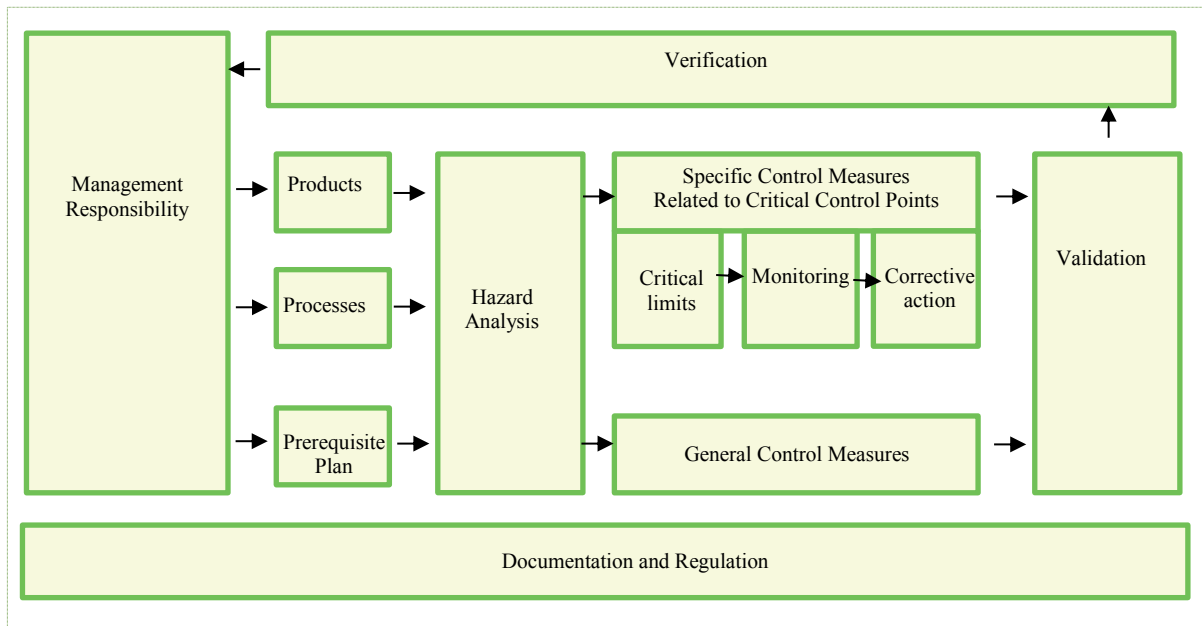 Verification
Management
Responsibility
Products
Processes
Prerequisite
Plan
Hazard
Analysis
Specific Control Measures
Related to Critical Control Points
Critical
limits
Monitoring
Corrective
action
General Control Measures
Validation
Documentation and Regulation